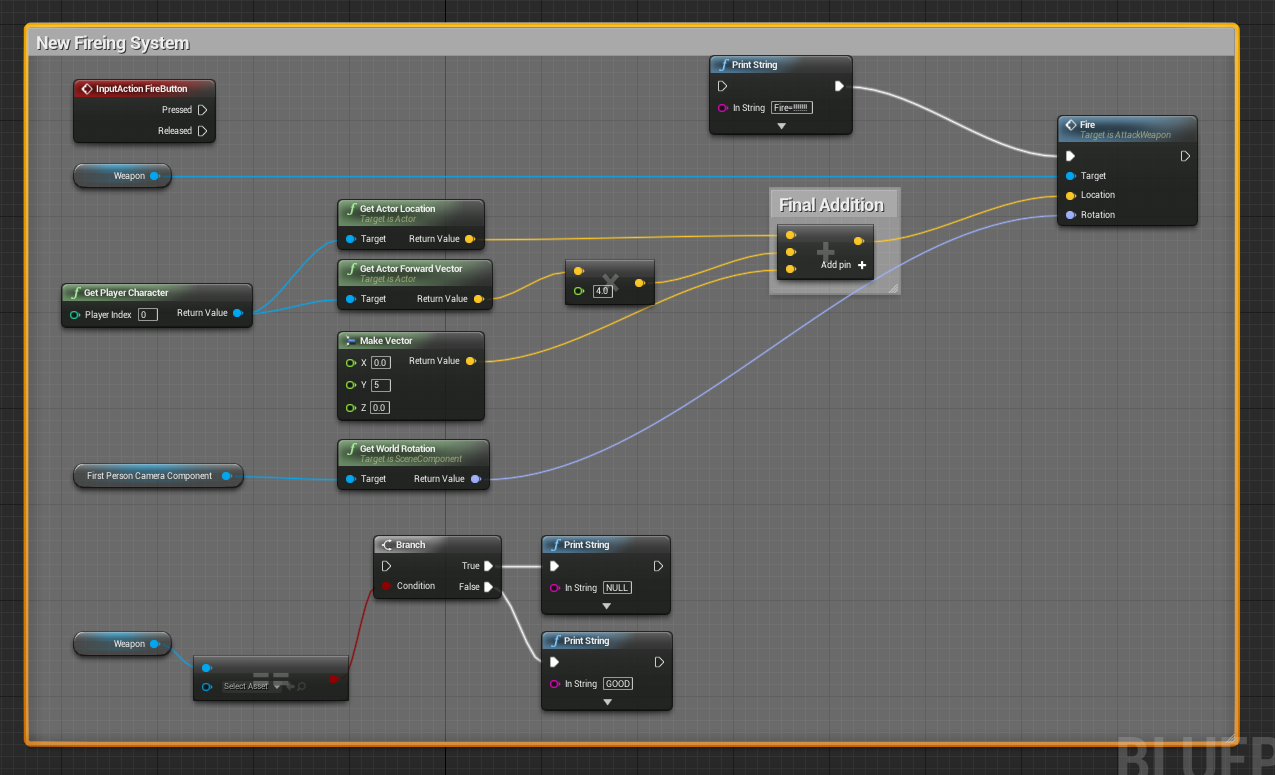 New Fireing System
InputAction FireButton
Pressed
Released
Print String
In String Fire=!!!!!!!
Fire
Target is AttackWeapon
Target
Location
Rotation
Weapon
Get Actor Location
Target is Actor
Target Return Value
Final Addition
Add pin
Get Actor Forward Vector
Target is Actor
Target Return Value
4.0
Get Player Character
Player Index 0 Return Value
Make Vector
X 0.0 Return Value
Y 5
Z 0.0
Get World Rotation
Target is SceneComponent
Target Return Value
First Person Camera Component
Branch
True
Condition False
Print String
In String NULL
Print String
In String GOOD
Weapon
Select Asset